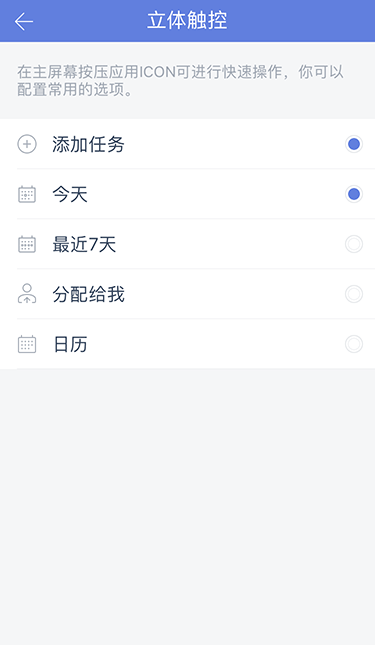 立体触控
在主屏幕按压应用ICON可进行快速操作，你可以
配置常用的选项。
添加任务
今天
最近7天
分配给我
日历